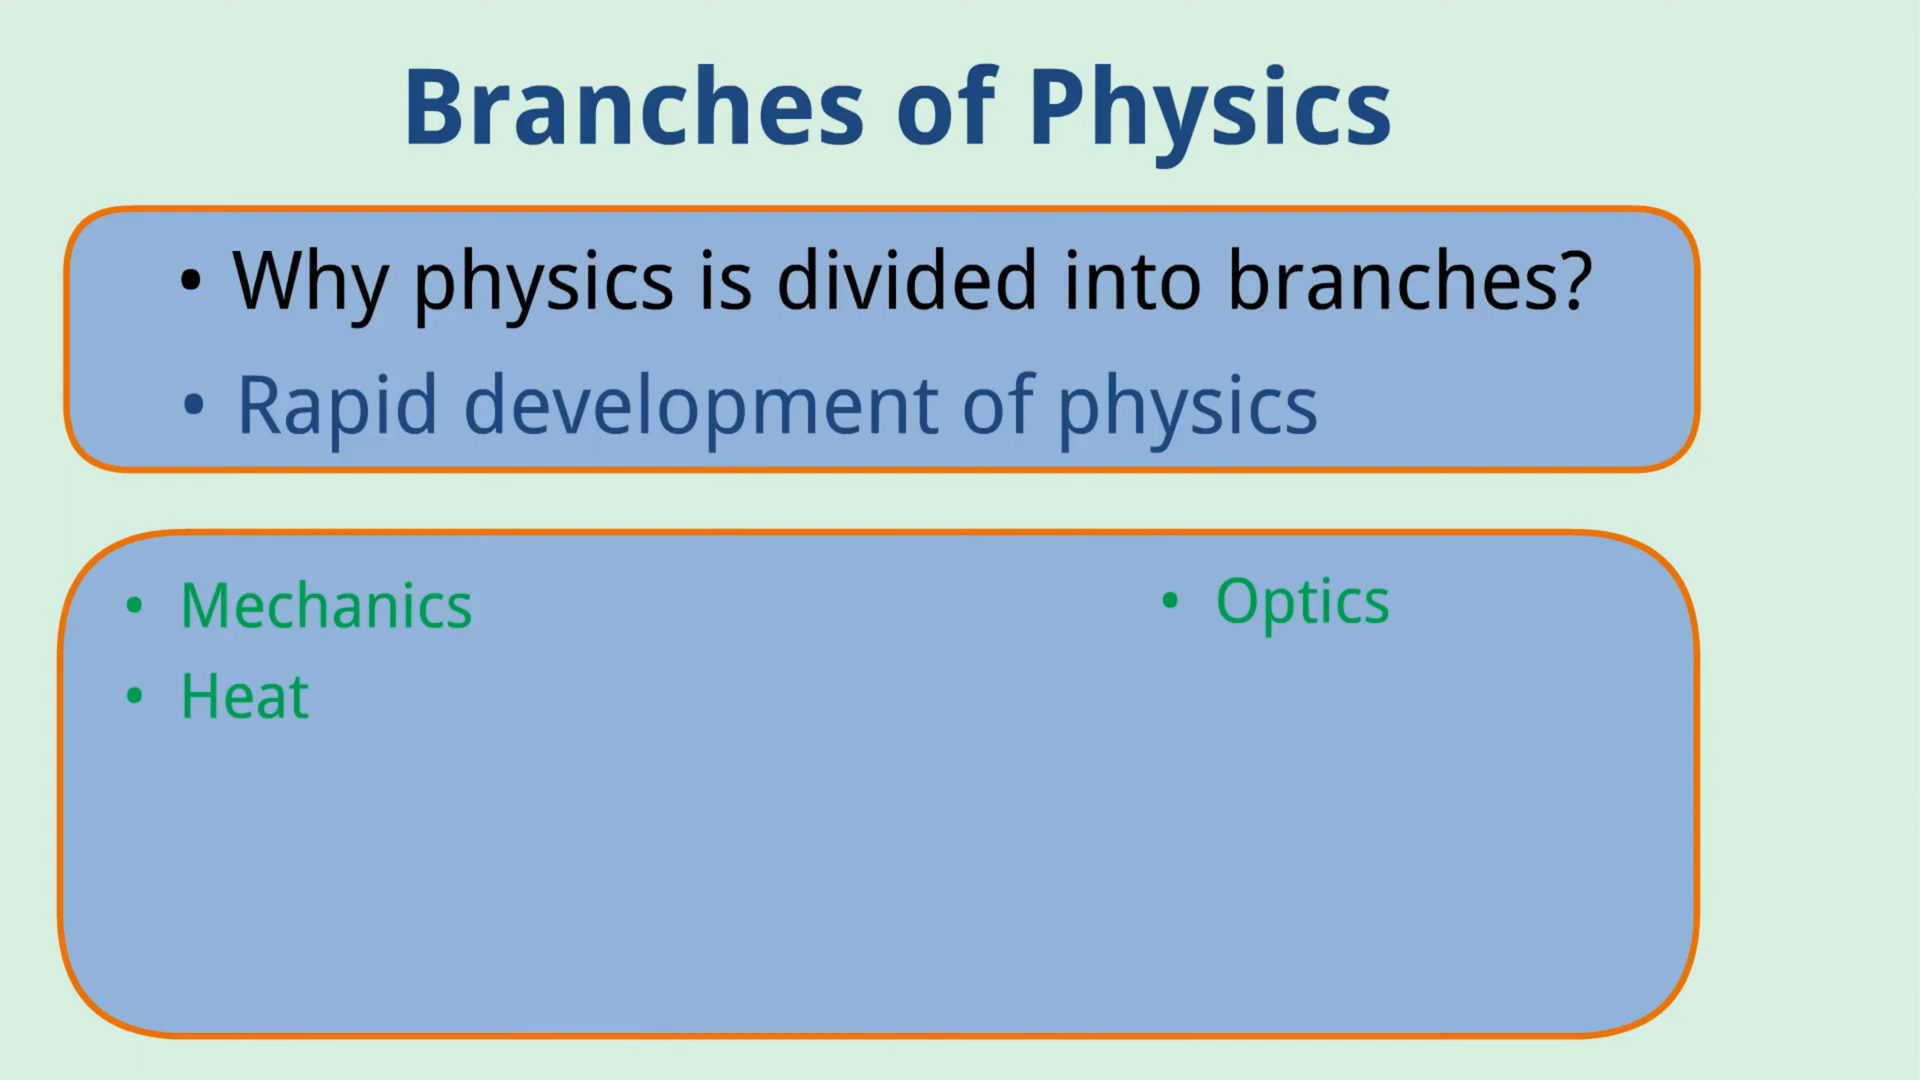 Branches of Physics
• Why physics is divided into branches?
• Rapid development of physics
• Mechanics
• Heat
• Optics